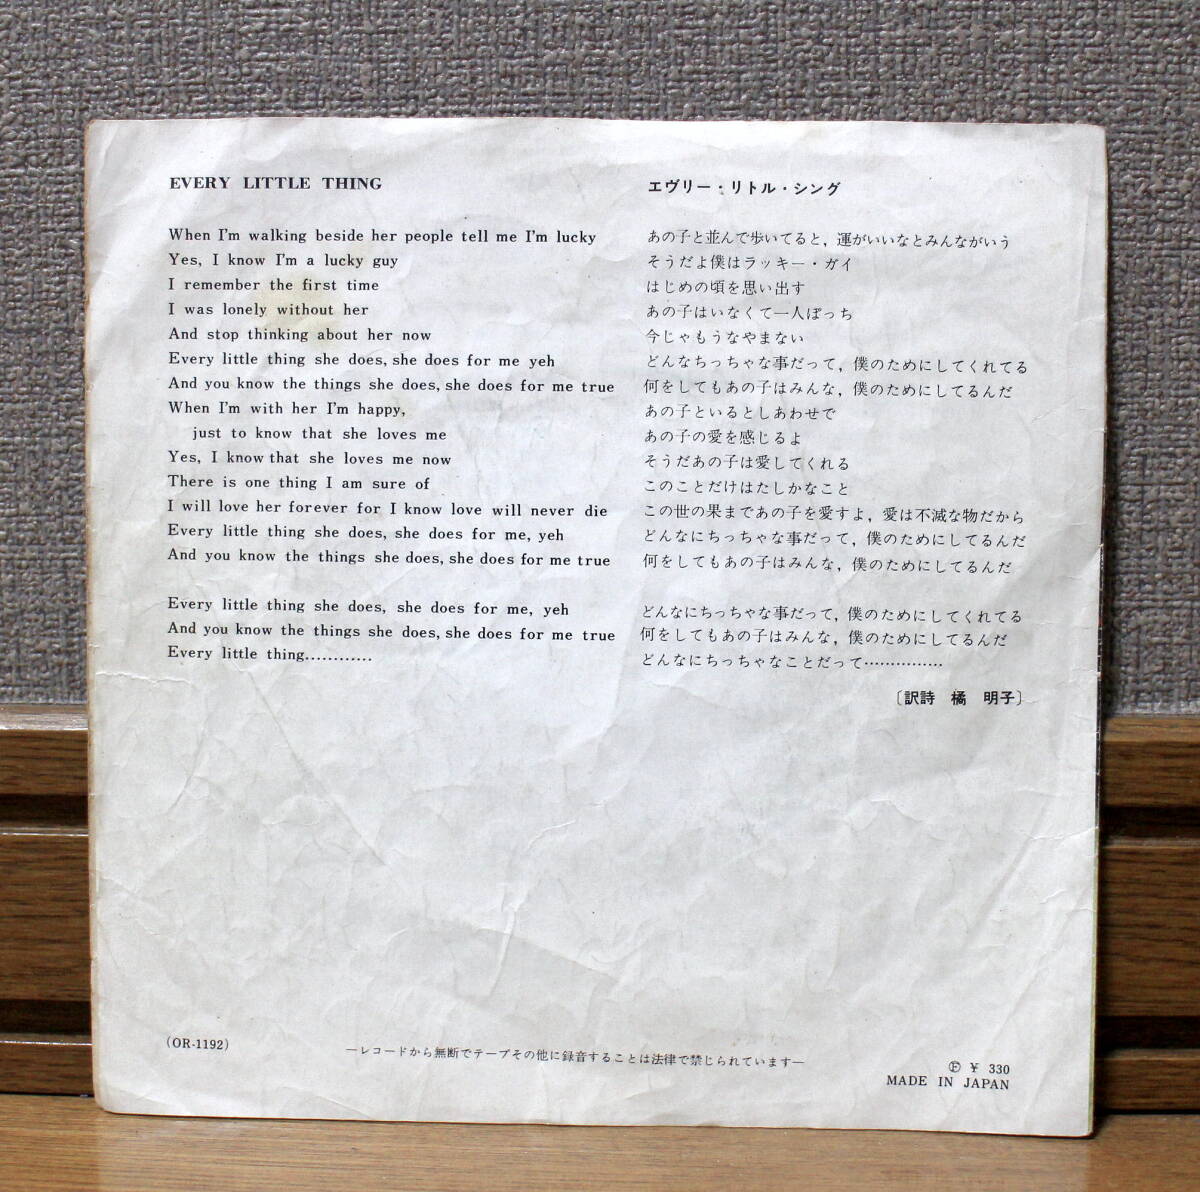 EVERY LITTLE THING
When I'm walking beside her people tell me I'm lucky
Yes, I know I'm a lucky guy
I remember the first time
I was lonely without her
And stop thinking about her now
Every little thing she does, she does for me yeh
And you know the things she does, she does for me true
When I'm with her I'm happy,
just to know that she loves me
Yes, I know that she loves me now
There is one thing I am sure of
I will love her forever for I know love will never die
Every little thing she does, she does for me, yeh
And you know the things she does, she does for me true
Every little thing she does, she does for me, yeh
And you know the things she does, she does for me true
Every little thing............
エヴリー・リトル・シング
あの子と並んで歩いてると，運がいいなとみんながいう
そうだよ僕はラッキー・ガイ
はじめの頃を思い出す
あの子はいなくて一人ぼっち
今じゃもうなやまない
どんなちっちゃな事だって，僕のためにしてくれてる
何をしてもあの子はみんな，僕のためにしてるんだ
あの子といるとしあわせで
あの子の愛を感じるよ
そうだあの子は愛してくれる
このことだけはたしかなこと
この世の果まであの子を愛すよ，愛は不滅な物だから
どんなにちっちゃな事だって，僕のためにしてるんだ
何をしてもあの子はみんな，僕のためにしてるんだ
どんなにちっちゃな事だって，僕のためにしてくれてる
何をしてもあの子はみんな，僕のためにしてるんだ
どんなにちっちゃなことだって……………
〔訳詩 橘 明子〕
(OR-1192)
―レコードから無断でテープその他に録音することは法律で禁じられています―
Ⓟ ¥ 330
MADE IN JAPAN